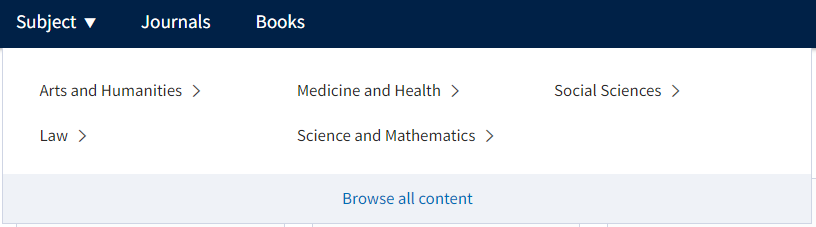 Subject ▼ Journals Books
Arts and Humanities Medicine and Health Social Sciences
Law Science and Mathematics
Browse all content